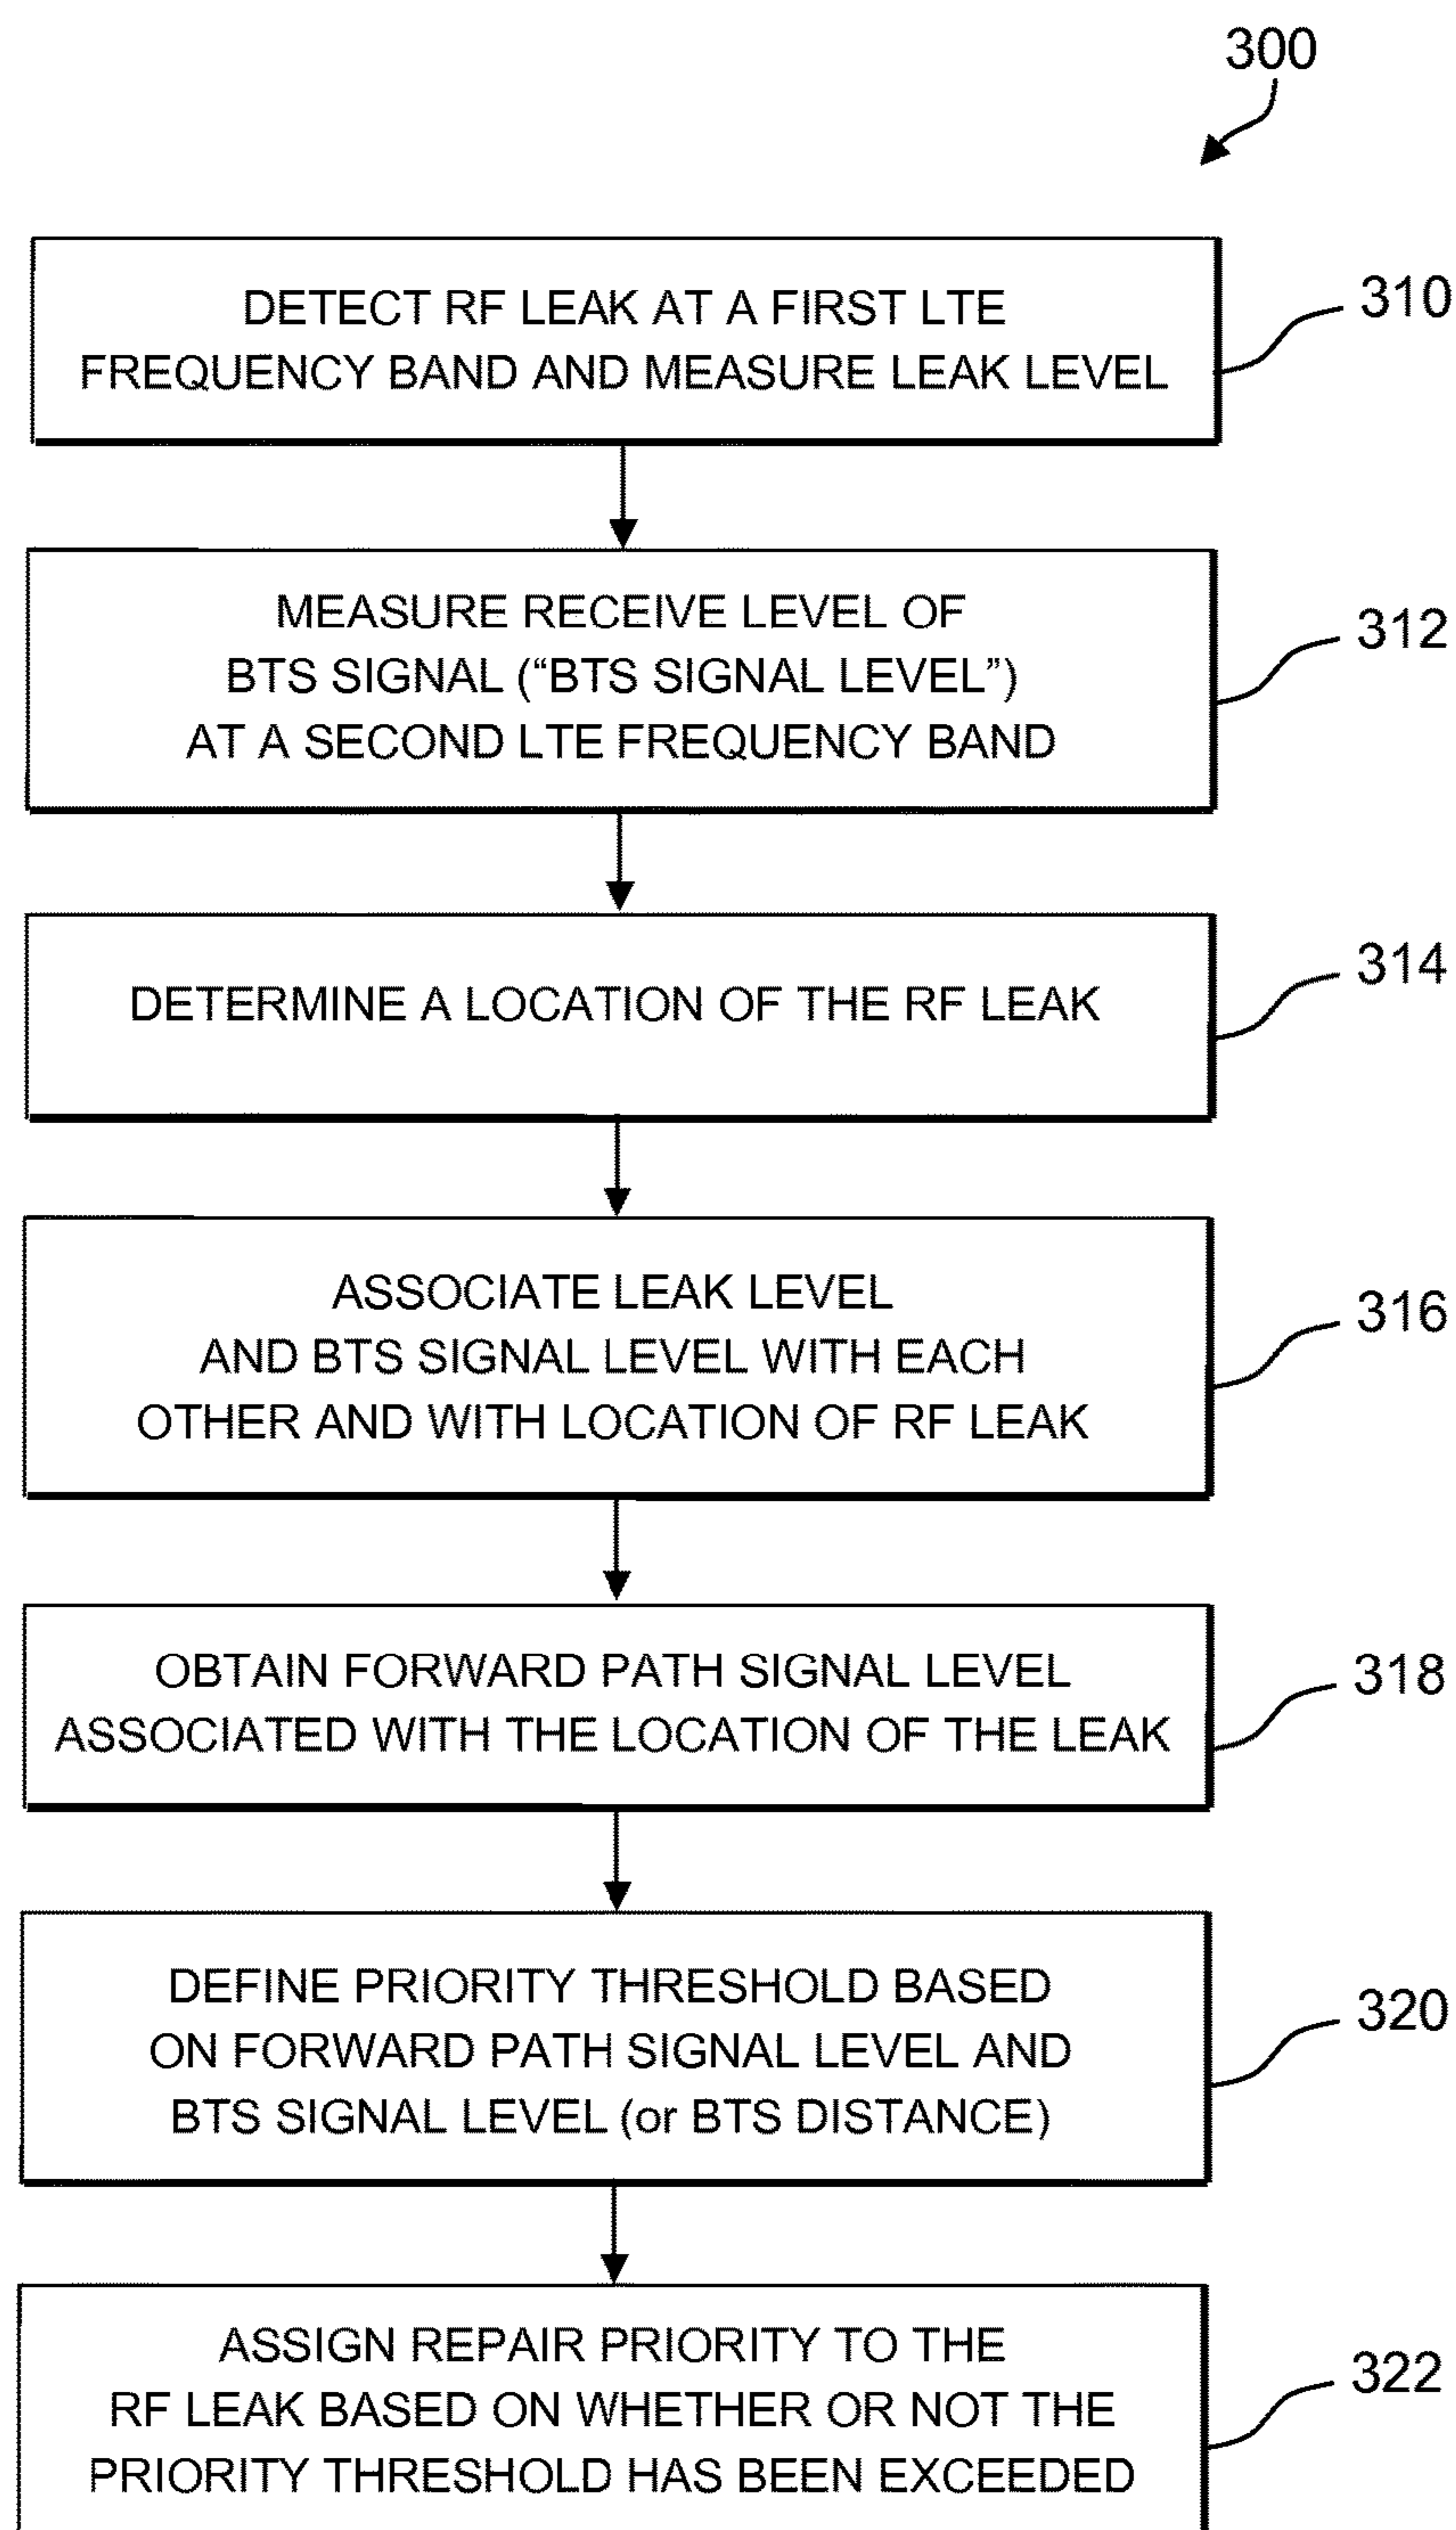 300
DETECT RF LEAK AT A FIRST LTE
FREQUENCY BAND AND MEASURE LEAK LEVEL
310
MEASURE RECEIVE LEVEL OF
BTS SIGNAL (“BTS SIGNAL LEVEL”)
AT A SECOND LTE FREQUENCY BAND
312
DETERMINE A LOCATION OF THE RF LEAK
314
ASSOCIATE LEAK LEVEL
AND BTS SIGNAL LEVEL WITH EACH
OTHER AND WITH LOCATION OF RF LEAK
316
OBTAIN FORWARD PATH SIGNAL LEVEL
ASSOCIATED WITH THE LOCATION OF THE LEAK
318
DEFINE PRIORITY THRESHOLD BASED
ON FORWARD PATH SIGNAL LEVEL AND
BTS SIGNAL LEVEL (or BTS DISTANCE)
320
ASSIGN REPAIR PRIORITY TO THE
RF LEAK BASED ON WHETHER OR NOT THE
PRIORITY THRESHOLD HAS BEEN EXCEEDED
322